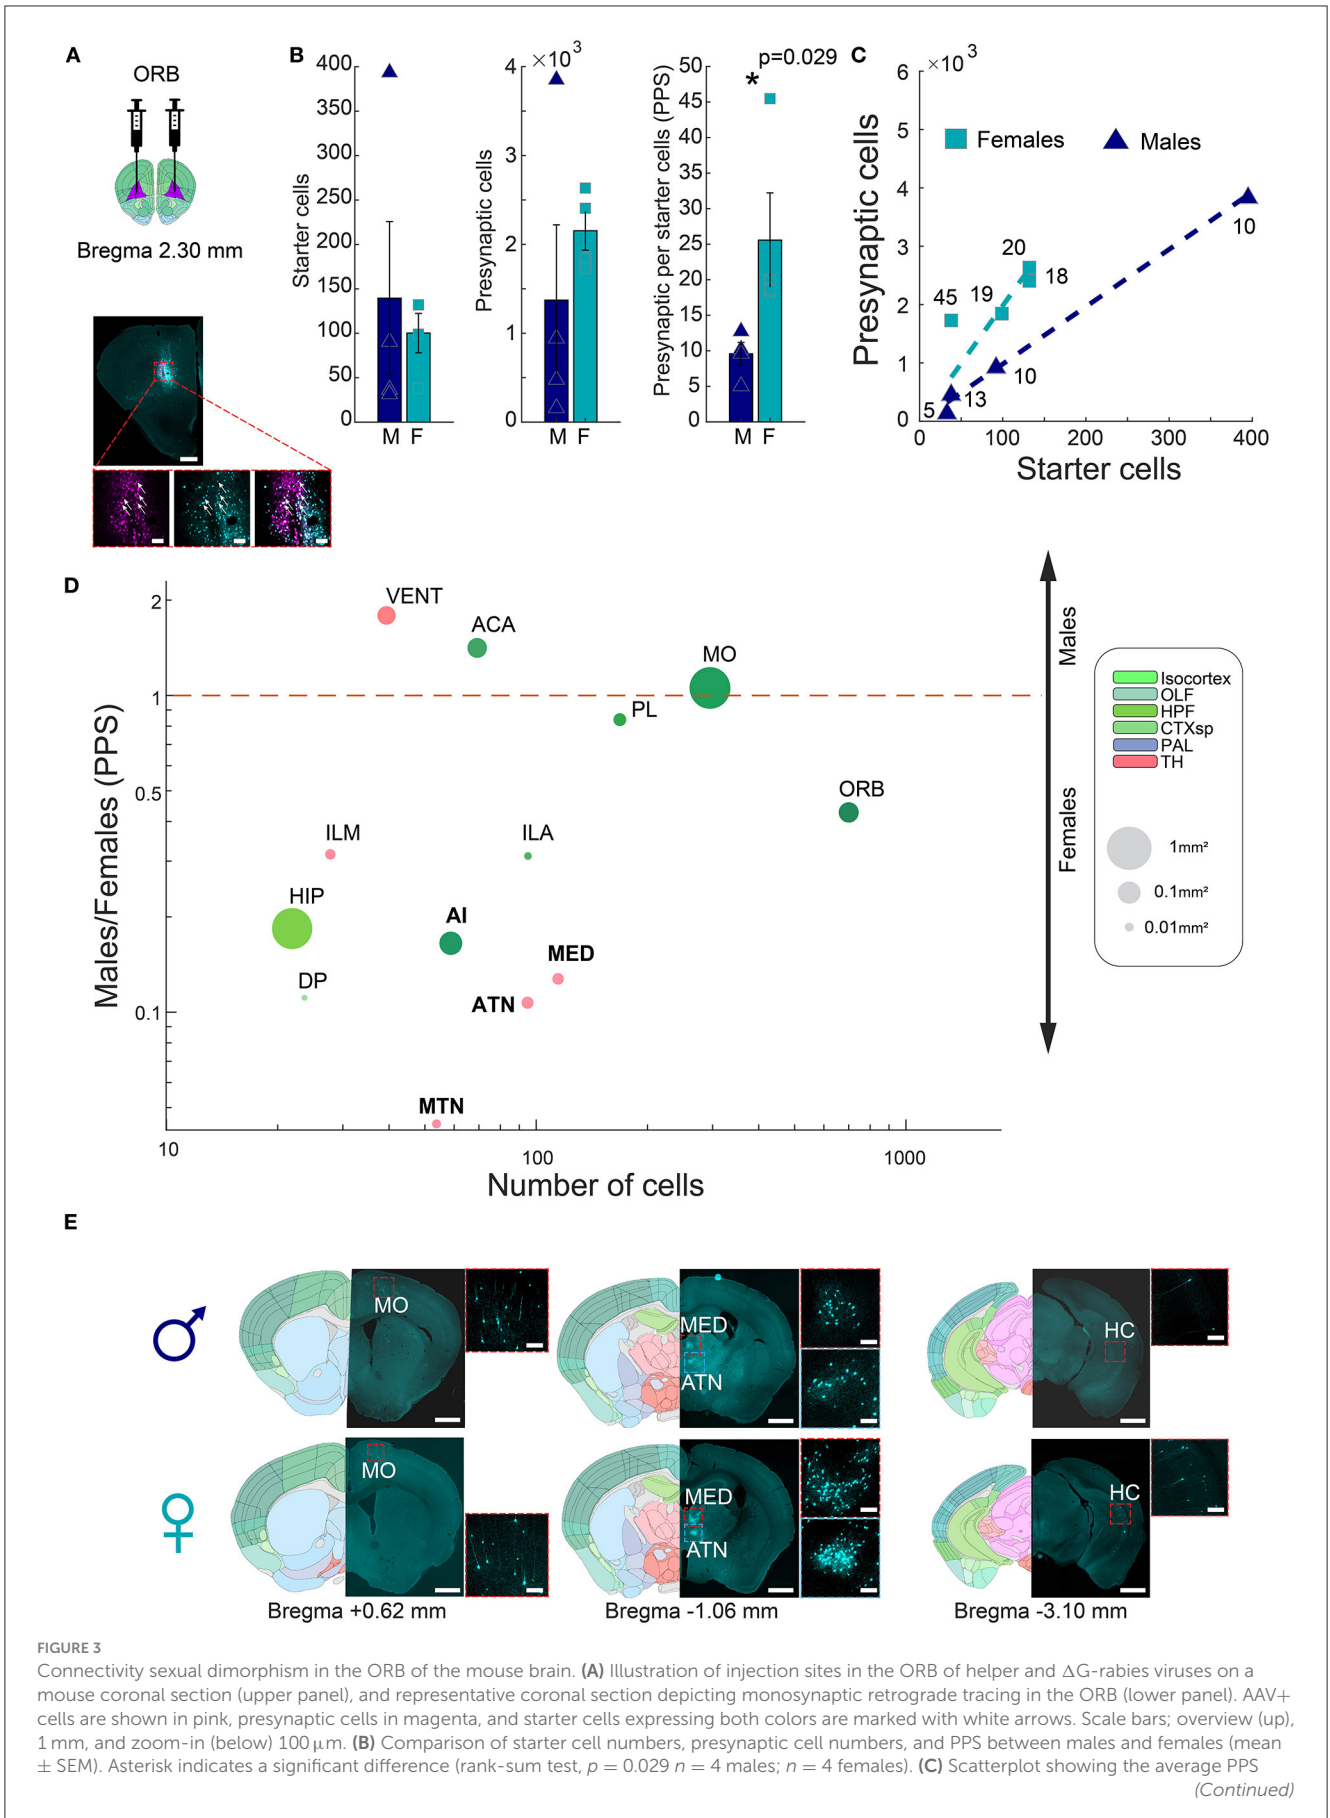 A
ORB
Bregma 2.30 mm
B
400
350
300
250
200
150
100
50
0
Starter cells
M F
×10³
4
3
2
1
0
Presynaptic cells
M F
p=0.029
*
50
45
40
35
30
25
20
15
10
5
0
Presynaptic per starter cells (PPS)
M F
C
×10³
6
5
4
3
2
1
0
Presynaptic cells
Females
Males
45
19
20
18
10
10
13
5
0 100 200 300 400
Starter cells
D
2
1
0.5
0.1
Males/Females (PPS)
VENT
ACA
MO
PL
ORB
ILM
ILA
HIP
AI
MED
DP
ATN
MTN
10 100 1000
Number of cells
Males
Females
Isocortex
OLF
HPF
CTXsp
PAL
TH
1mm²
0.1mm²
0.01mm²
E
MO
MED
ATN
HC
MO
MED
ATN
HC
Bregma +0.62 mm
Bregma -1.06 mm
Bregma -3.10 mm
FIGURE 3
Connectivity sexual dimorphism in the ORB of the mouse brain. (A) Illustration of injection sites in the ORB of helper and ΔG-rabies viruses on a
mouse coronal section (upper panel), and representative coronal section depicting monosynaptic retrograde tracing in the ORB (lower panel). AAV+
cells are shown in pink, presynaptic cells in magenta, and starter cells expressing both colors are marked with white arrows. Scale bars; overview (up),
1 mm, and zoom-in (below) 100 μm. (B) Comparison of starter cell numbers, presynaptic cell numbers, and PPS between males and females (mean
± SEM). Asterisk indicates a significant difference (rank-sum test, p = 0.029 n = 4 males; n = 4 females). (C) Scatterplot showing the average PPS
(Continued)